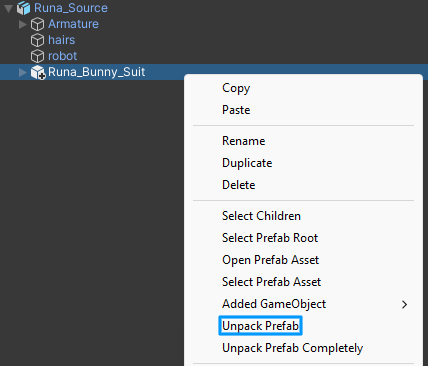 Runa_Source
Armature
hairs
robot
Runa_Bunny_Suit
Copy
Paste
Rename
Duplicate
Delete
Select Children
Select Prefab Root
Open Prefab Asset
Select Prefab Asset
Added GameObject
Unpack Prefab
Unpack Prefab Completely